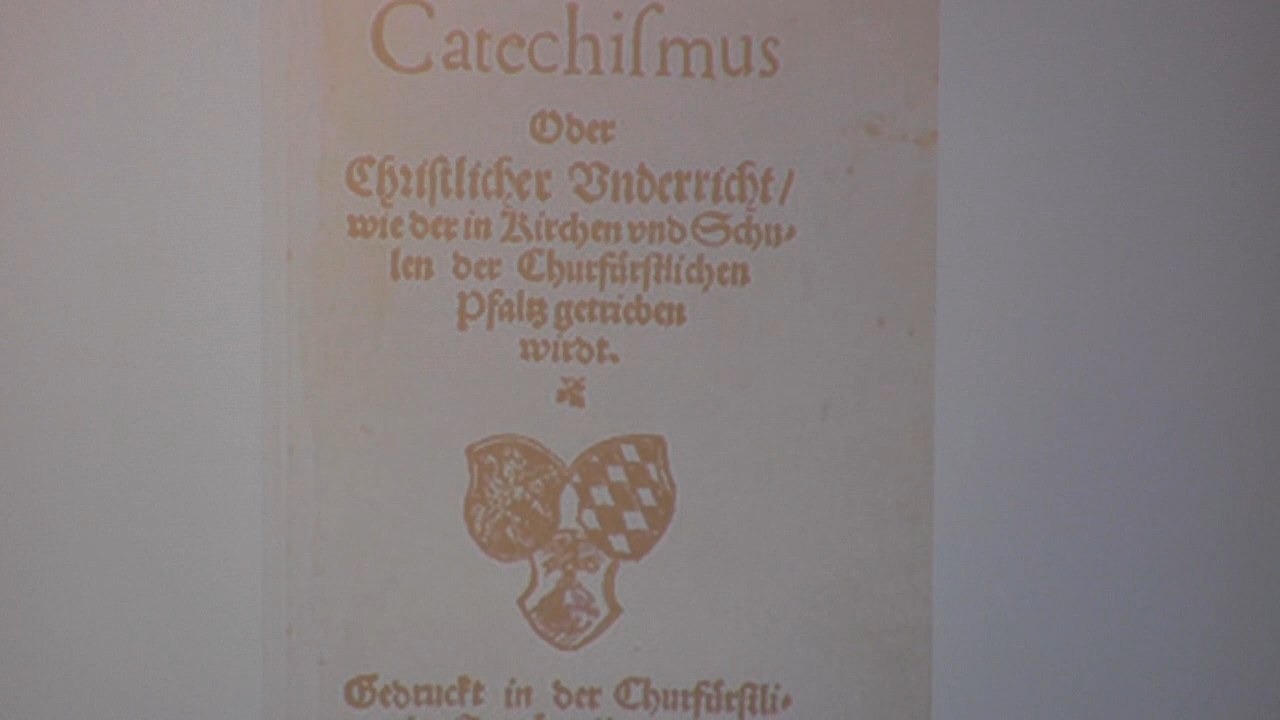 Catechiſmus
Oder
Chriſtlicher Vnderricht/
wie der in Kirchen vnd Schu⸗
len der Churfürſtlichen
Pfaltz getrieben
wirdt.
Gedruckt in der Churfürſtli⸗